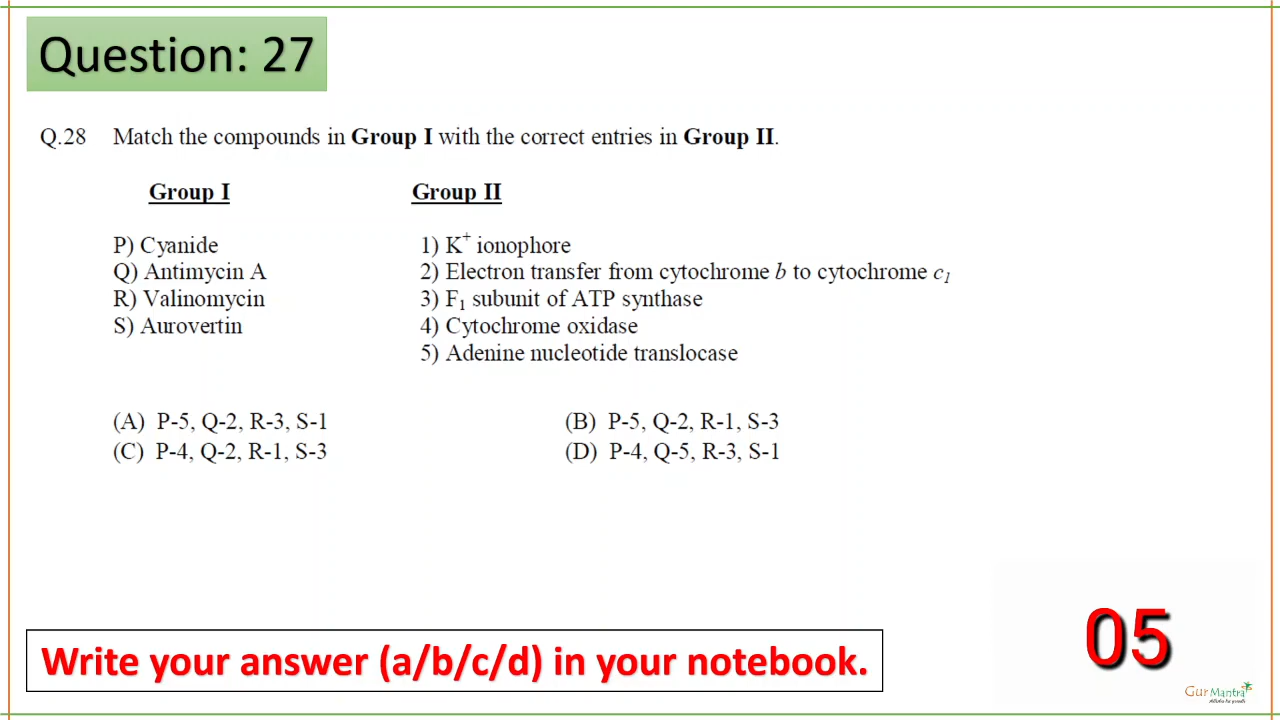 Question: 27
Q.28 Match the compounds in Group I with the correct entries in Group II.
Group I Group II
P) Cyanide 1) K+ ionophore
Q) Antimycin A 2) Electron transfer from cytochrome b to cytochrome c1
R) Valinomycin 3) F1 subunit of ATP synthase
S) Aurovertin 4) Cytochrome oxidase
5) Adenine nucleotide translocase
(A) P-5, Q-2, R-3, S-1 (B) P-5, Q-2, R-1, S-3
(C) P-4, Q-2, R-1, S-3 (D) P-4, Q-5, R-3, S-1
05
Write your answer (a/b/c/d) in your notebook.
Gur Mantra